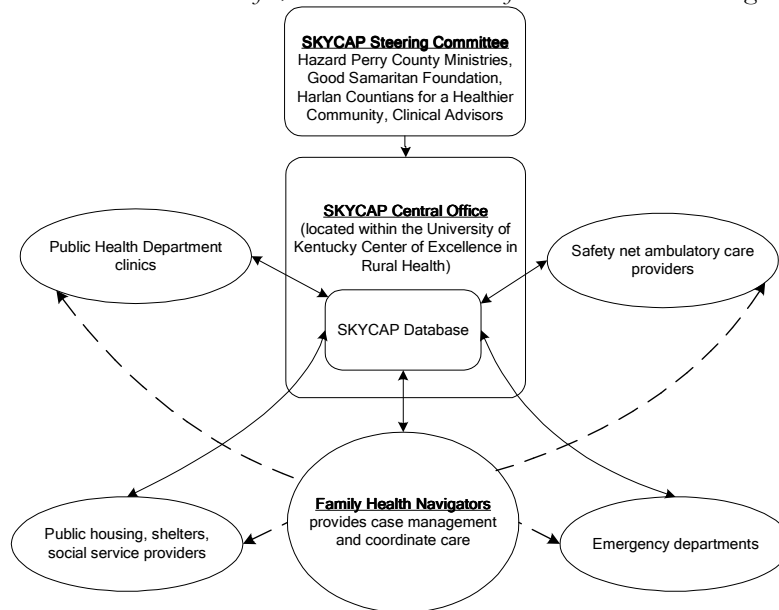 SKYCAP Steering Committee
Hazard Perry County Ministries,
Good Samaritan Foundation,
Harlan Countians for a Healthier
Community, Clinical Advisors
SKYCAP Central Office
(located within the University of
Kentucky Center of Excellence in
Rural Health)
Public Health Department
clinics
Safety net ambulatory care
providers
SKYCAP Database
Family Health Navigators
provides case management
and coordinate care
Public housing, shelters,
social service providers
Emergency departments